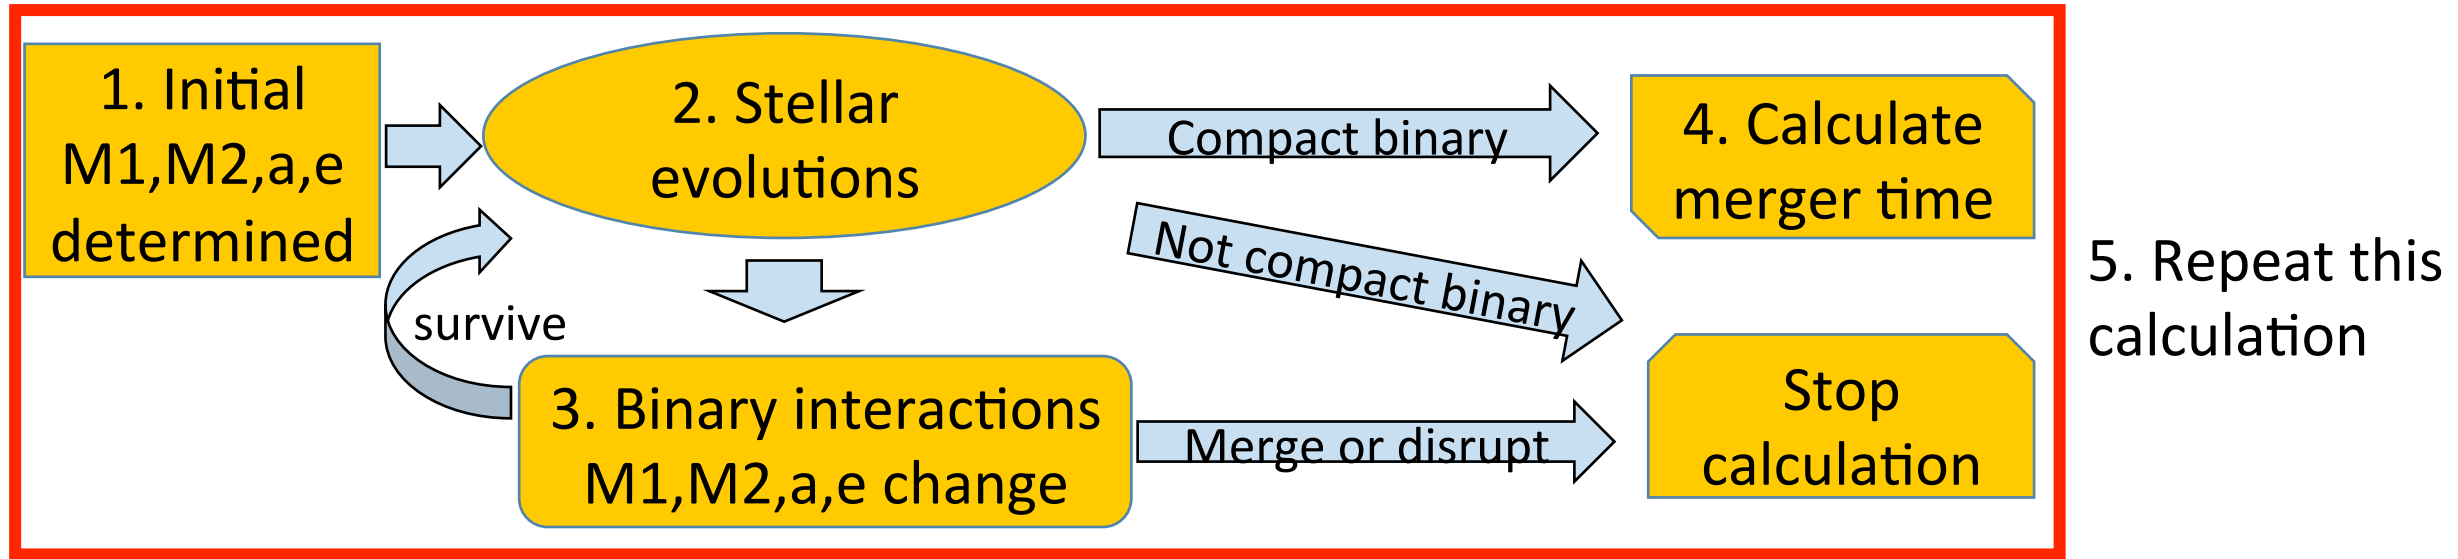 1. Initial
M1,M2,a,e
determined
2. Stellar
evolutions
Compact binary
4. Calculate
merger time
Not compact binary
survive
3. Binary interactions
M1,M2,a,e change
Merge or disrupt
Stop
calculation
5. Repeat this
calculation